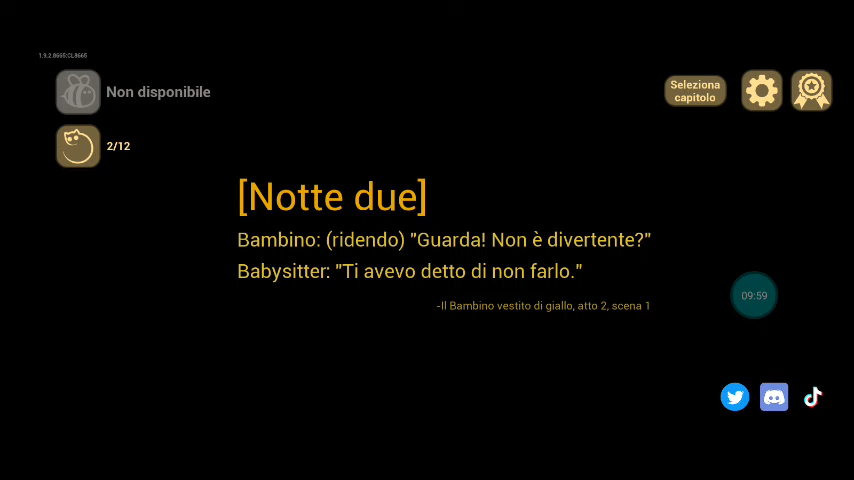 1.9.2.8665:CL8665
Non disponibile
Seleziona
capitolo
2/12
[Notte due]
Bambino: (ridendo) "Guarda! Non è divertente?"
Babysitter: "Ti avevo detto di non farlo."
-Il Bambino vestito di giallo, atto 2, scena 1
09:59